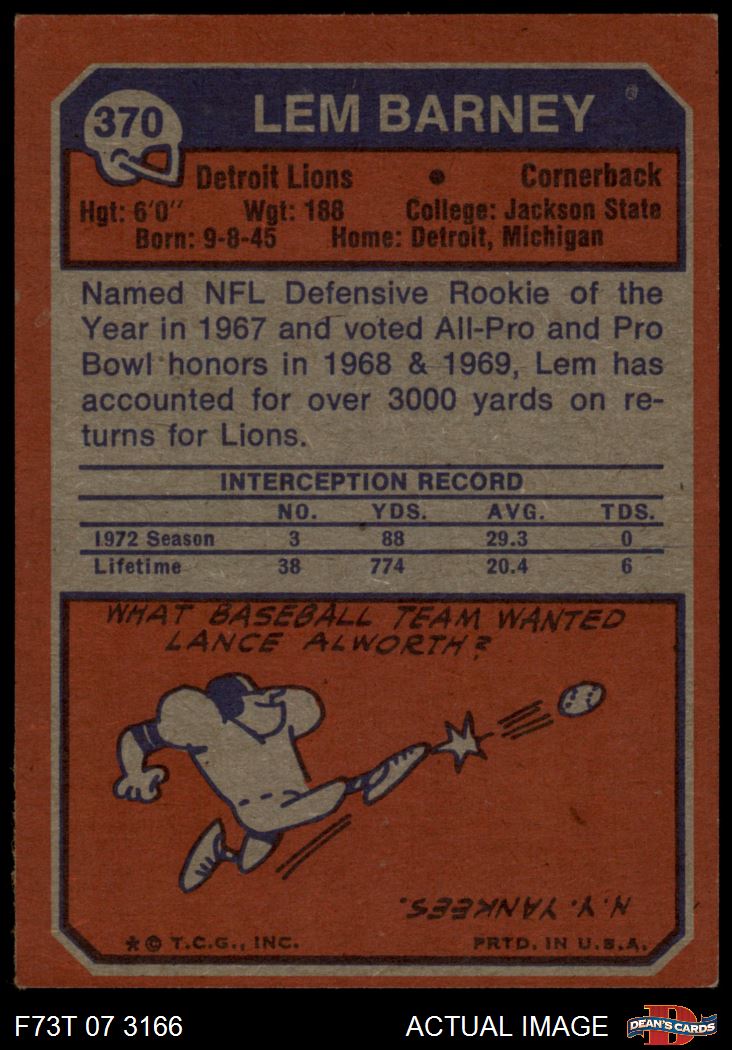 370
LEM BARNEY
Detroit Lions • Cornerback
Hgt: 6'0" Wgt: 188 College: Jackson State
Born: 9-8-45 Home: Detroit, Michigan
Named NFL Defensive Rookie of the
Year in 1967 and voted All-Pro and Pro
Bowl honors in 1968 & 1969, Lem has
accounted for over 3000 yards on re-
turns for Lions.
INTERCEPTION RECORD
NO. YDS. AVG. TDS.
1972 Season 3 88 29.3 0
Lifetime 38 774 20.4 6
WHAT BASEBALL TEAM WANTED
LANCE ALWORTH?
N.Y. YANKEES.
* © T.C.G., INC. PRTD. IN U.S.A.
F73T 07 3166 ACTUAL IMAGE
D
DEAN'S CARDS